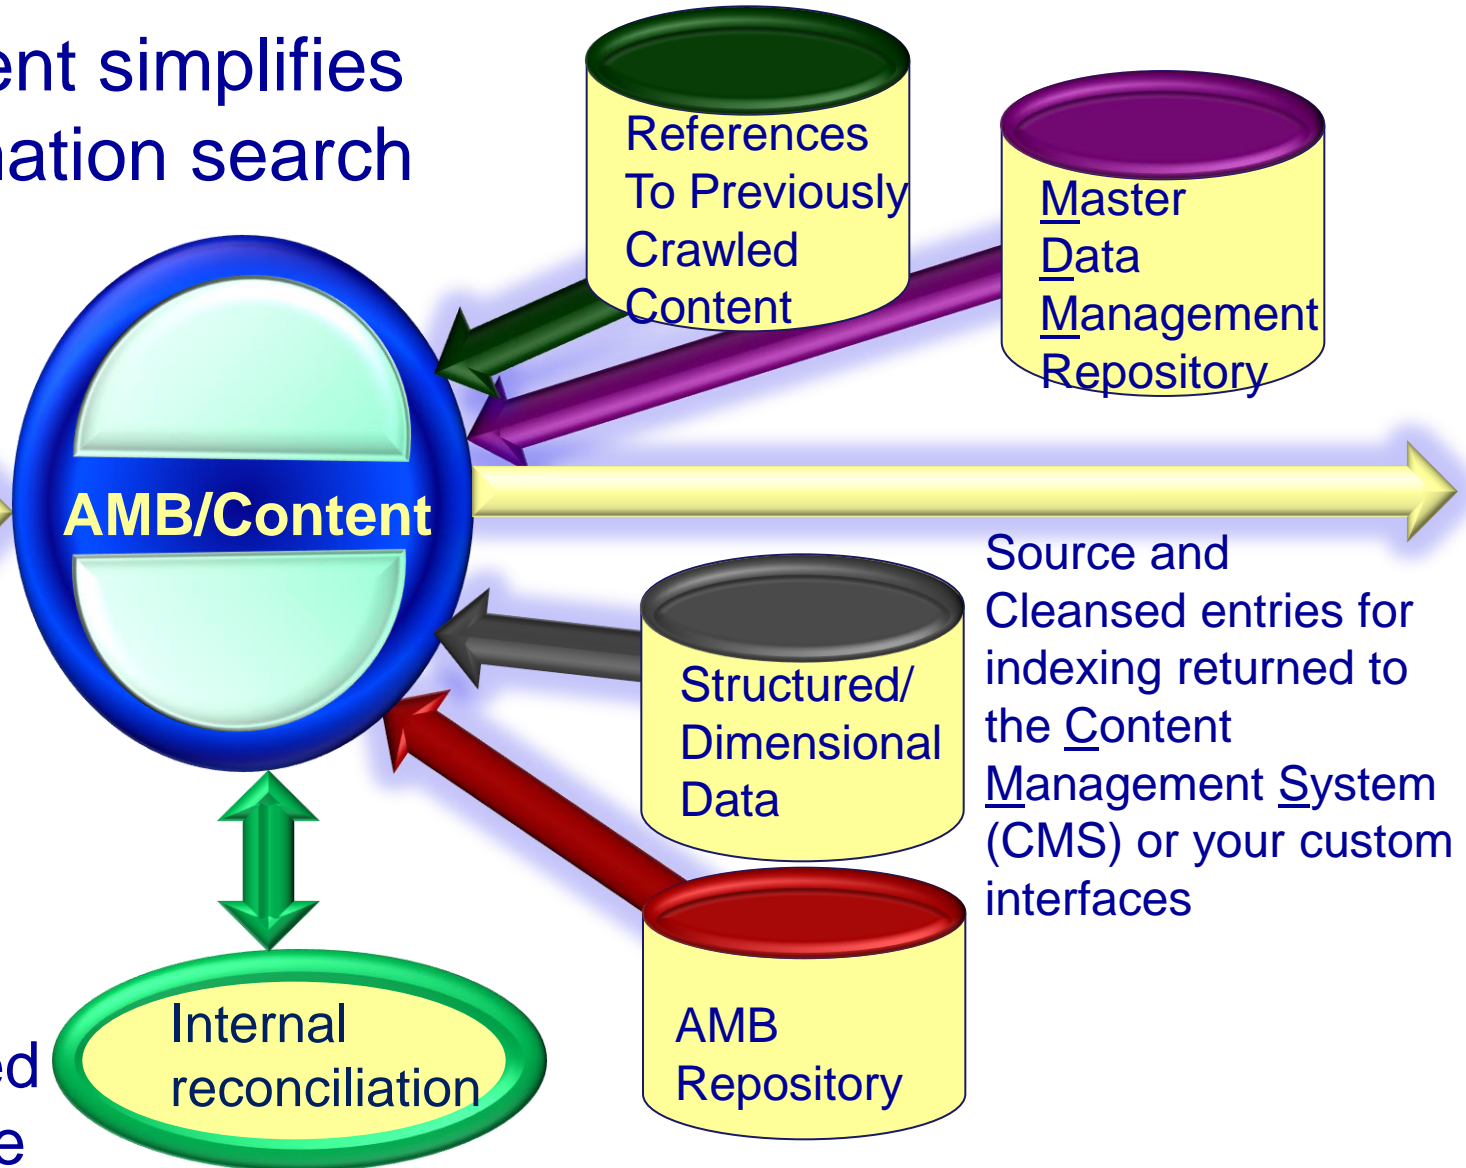 ent simplifies
nation search
References
To Previously
Crawled
Content
Master
Data
Management
Repository
AMB/Content
Structured/
Dimensional
Data
Source and
Cleansed entries for
indexing returned to
the Content
Management System
(CMS) or your custom
interfaces
AMB
Repository
Internal
reconciliation
ed
e